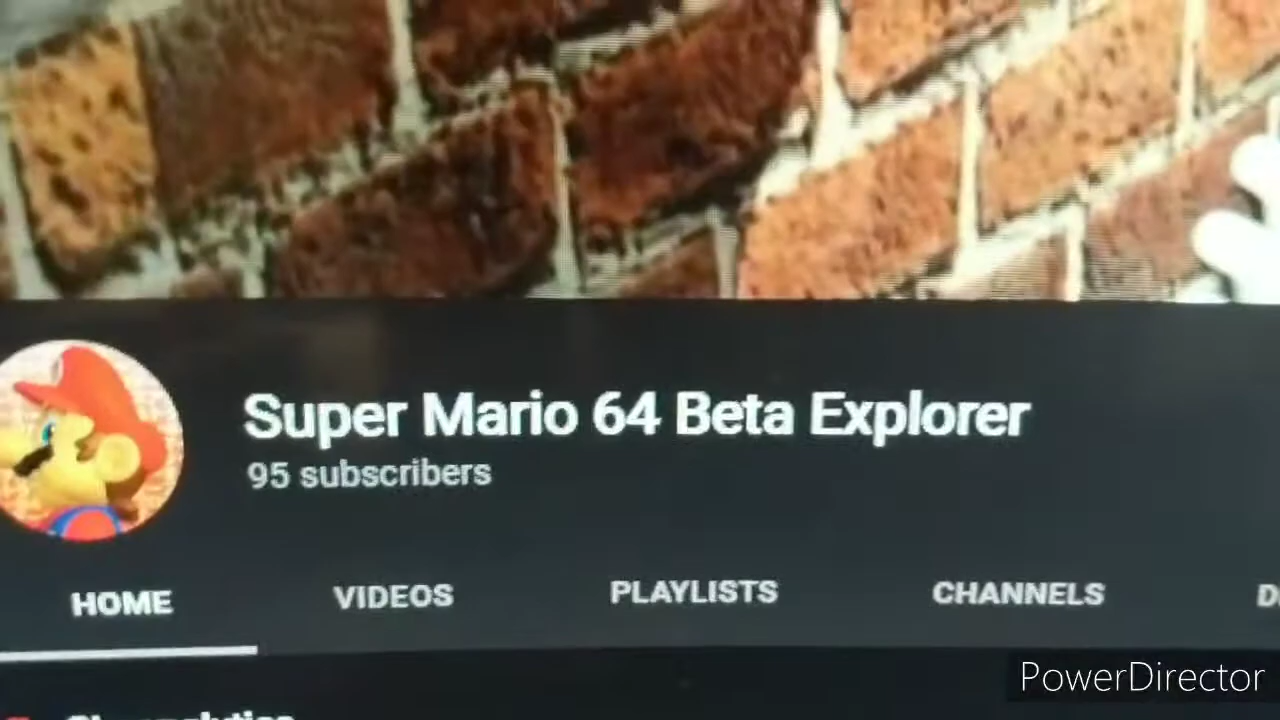 Super Mario 64 Beta Explorer
95 subscribers
HOME VIDEOS PLAYLISTS CHANNELS
PowerDirector